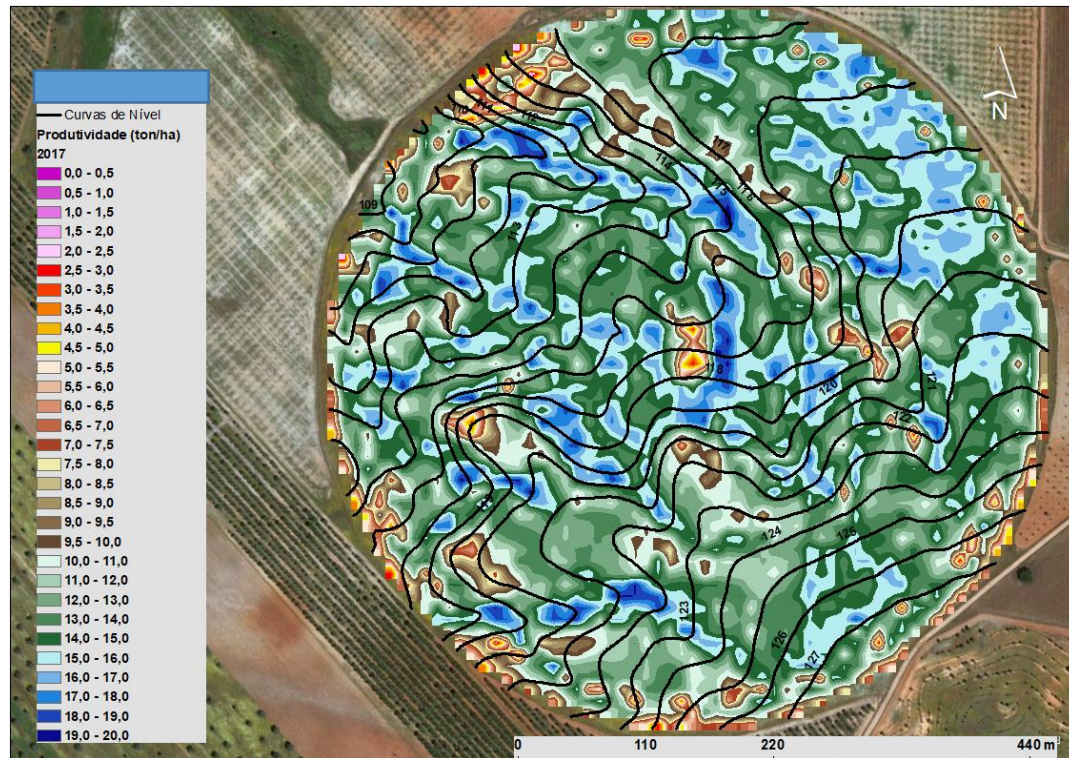 Curvas de Nível
Produtividade (ton/ha)
2017
0,0 - 0,5
0,5 - 1,0
1,0 - 1,5
1,5 - 2,0
2,0 - 2,5
2,5 - 3,0
3,0 - 3,5
3,5 - 4,0
4,0 - 4,5
4,5 - 5,0
5,0 - 5,5
5,5 - 6,0
6,0 - 6,5
6,5 - 7,0
7,0 - 7,5
7,5 - 8,0
8,0 - 8,5
8,5 - 9,0
9,0 - 9,5
9,5 - 10,0
10,0 - 11,0
11,0 - 12,0
12,0 - 13,0
13,0 - 14,0
14,0 - 15,0
15,0 - 16,0
16,0 - 17,0
17,0 - 18,0
18,0 - 19,0
19,0 - 20,0
N
111
112
117
114
115
116
109
113
118
120
121
122
124
125
123
126
127
0 110 220 440 m